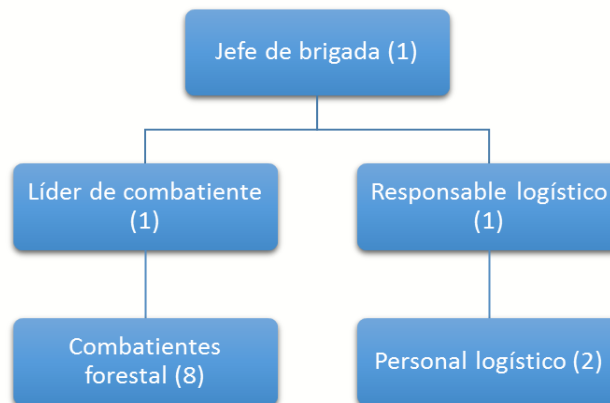 Jefe de brigada (1)
Líder de combatiente
(1)
Responsable logístico
(1)
Combatientes
forestal (8)
Personal logístico (2)